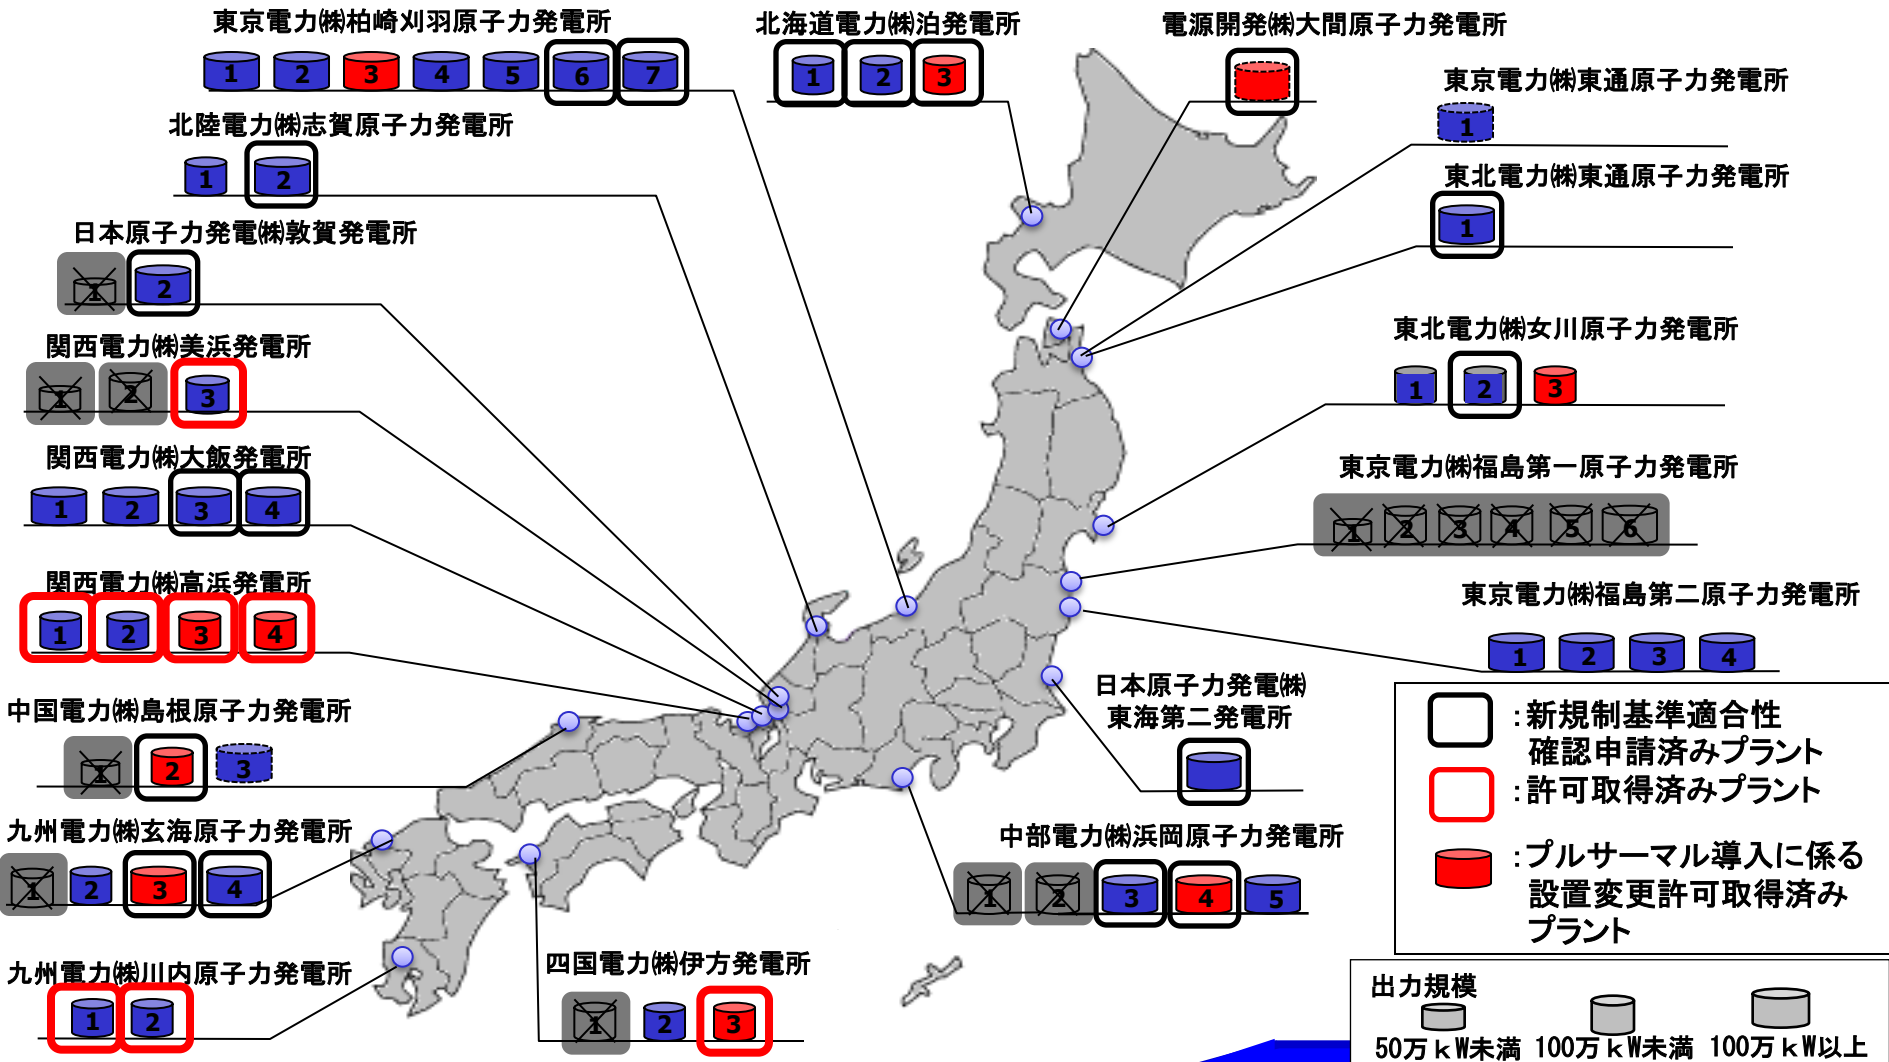 東京電力㈱柏崎刈羽原子力発電所
1 2 3 4 5 6 7
北海道電力㈱泊発電所
1 2 3
電源開発㈱大間原子力発電所
東京電力㈱東通原子力発電所
1
東北電力㈱東通原子力発電所
1
北陸電力㈱志賀原子力発電所
1 2
日本原子力発電㈱敦賀発電所
1 2
関西電力㈱美浜発電所
1 2 3
関西電力㈱大飯発電所
1 2 3 4
関西電力㈱高浜発電所
1 2 3 4
中国電力㈱島根原子力発電所
1 2 3
九州電力㈱玄海原子力発電所
1 2 3 4
九州電力㈱川内原子力発電所
1 2
四国電力㈱伊方発電所
1 2 3
東北電力㈱女川原子力発電所
1 2 3
東京電力㈱福島第一原子力発電所
1 2 3 4 5 6
東京電力㈱福島第二原子力発電所
1 2 3 4
日本原子力発電㈱
東海第二発電所
中部電力㈱浜岡原子力発電所
1 2 3 4 5
：新規制基準適合性
確認申請済みプラント
：許可取得済みプラント
：プルサーマル導入に係る
設置変更許可取得済み
プラント
出力規模
50万ｋW未満 100万ｋW未満 100万ｋW以上